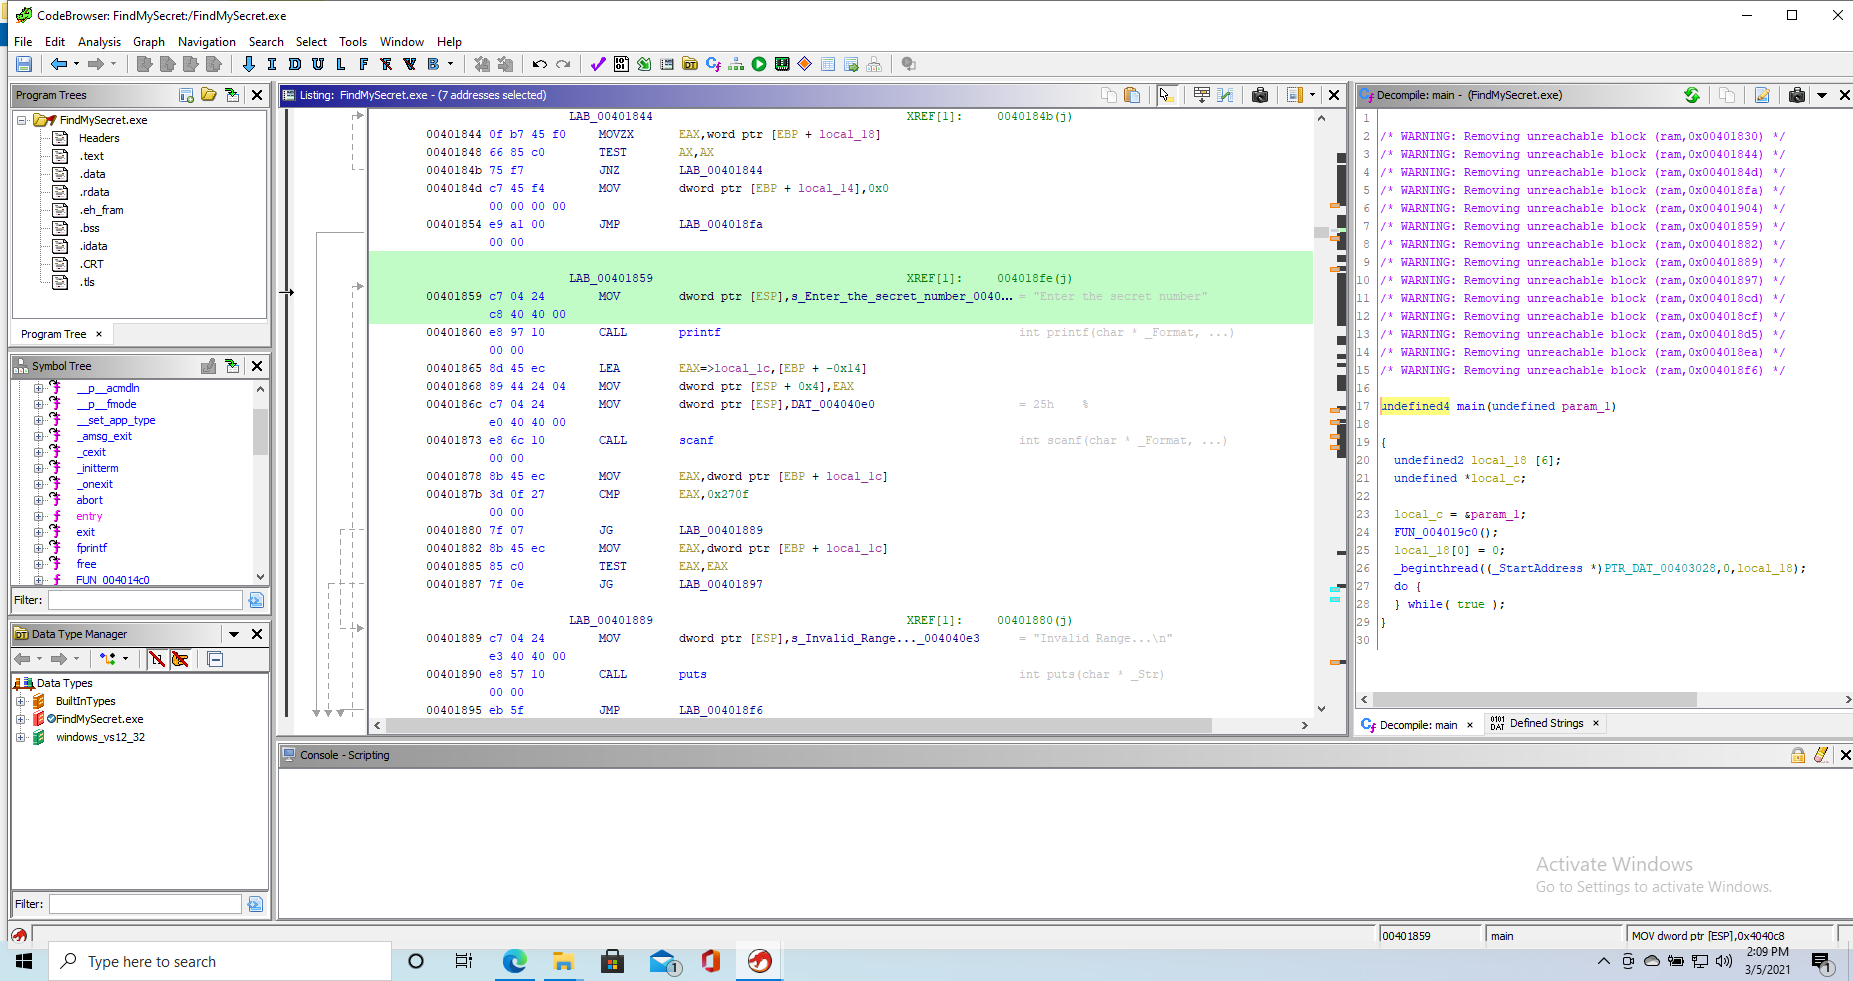 CodeBrowser: FindMySecret:/FindMySecret.exe
File Edit Analysis Graph Navigation Search Select Tools Window Help
I D U L F F V B
Program Trees
FindMySecret.exe
Headers
.text
.data
.rdata
.eh_fram
.bss
.idata
.CRT
.tls
Program Tree ×
Symbol Tree
__p__acmdln
__p__fmode
__set_app_type
_amsg_exit
_cexit
_initterm
_onexit
abort
entry
exit
fprintf
free
FUN_004014c0
Filter:
Data Type Manager
Data Types
BuiltInTypes
FindMySecret.exe
windows_vs12_32
Filter:
Listing: FindMySecret.exe - (7 addresses selected)
LAB_00401844 XREF[1]: 0040184b(j)
00401844 0f b7 45 f0 MOVZX EAX,word ptr [EBP + local_18]
00401848 66 85 c0 TEST AX,AX
0040184b 75 f7 JNZ LAB_00401844
0040184d c7 45 f4 MOV dword ptr [EBP + local_14],0x0
00 00 00 00
00401854 e9 a1 00 JMP LAB_004018fa
00 00
LAB_00401859 XREF[1]: 004018fe(j)
00401859 c7 04 24 MOV dword ptr [ESP],s_Enter_the_secret_number_0040... = "Enter the secret number"
c8 40 40 00
00401860 e8 97 10 CALL printf int printf(char * _Format, ...)
00 00
00401865 8d 45 ec LEA EAX=>local_1c,[EBP + -0x14]
00401868 89 44 24 04 MOV dword ptr [ESP + 0x4],EAX
0040186c c7 04 24 MOV dword ptr [ESP],DAT_004040e0 = 25h %
e0 40 40 00
00401873 e8 6c 10 CALL scanf int scanf(char * _Format, ...)
00 00
00401878 8b 45 ec MOV EAX,dword ptr [EBP + local_1c]
0040187b 3d 0f 27 CMP EAX,0x270f
00 00
00401880 7f 07 JG LAB_00401889
00401882 8b 45 ec MOV EAX,dword ptr [EBP + local_1c]
00401885 85 c0 TEST EAX,EAX
00401887 7f 0e JG LAB_00401897
LAB_00401889 XREF[1]: 00401880(j)
00401889 c7 04 24 MOV dword ptr [ESP],s_Invalid_Range..._004040e3 = "Invalid Range...\n"
e3 40 40 00
00401890 e8 57 10 CALL puts int puts(char * _Str)
00 00
00401895 eb 5f JMP LAB_004018f6
Decompile: main - (FindMySecret.exe)
1
2 /* WARNING: Removing unreachable block (ram,0x00401830) */
3 /* WARNING: Removing unreachable block (ram,0x00401844) */
4 /* WARNING: Removing unreachable block (ram,0x0040184d) */
5 /* WARNING: Removing unreachable block (ram,0x004018fa) */
6 /* WARNING: Removing unreachable block (ram,0x00401904) */
7 /* WARNING: Removing unreachable block (ram,0x00401859) */
8 /* WARNING: Removing unreachable block (ram,0x00401882) */
9 /* WARNING: Removing unreachable block (ram,0x00401889) */
10 /* WARNING: Removing unreachable block (ram,0x00401897) */
11 /* WARNING: Removing unreachable block (ram,0x004018cd) */
12 /* WARNING: Removing unreachable block (ram,0x004018cf) */
13 /* WARNING: Removing unreachable block (ram,0x004018d5) */
14 /* WARNING: Removing unreachable block (ram,0x004018ea) */
15 /* WARNING: Removing unreachable block (ram,0x004018f6) */
16
17 undefined4 main(undefined param_1)
18
19 {
20 undefined2 local_18 [6];
21 undefined *local_c;
22
23 local_c = &param_1;
24 FUN_004019c0();
25 local_18[0] = 0;
26 _beginthread((_StartAddress *)PTR_DAT_00403028,0,local_18);
27 do {
28 } while( true );
29 }
30
Decompile: main × Defined Strings ×
Console - Scripting
Activate Windows
Go to Settings to activate Windows.
00401859 main MOV dword ptr [ESP],0x4040c8
Type here to search
1
2:09 PM
3/5/2021
1